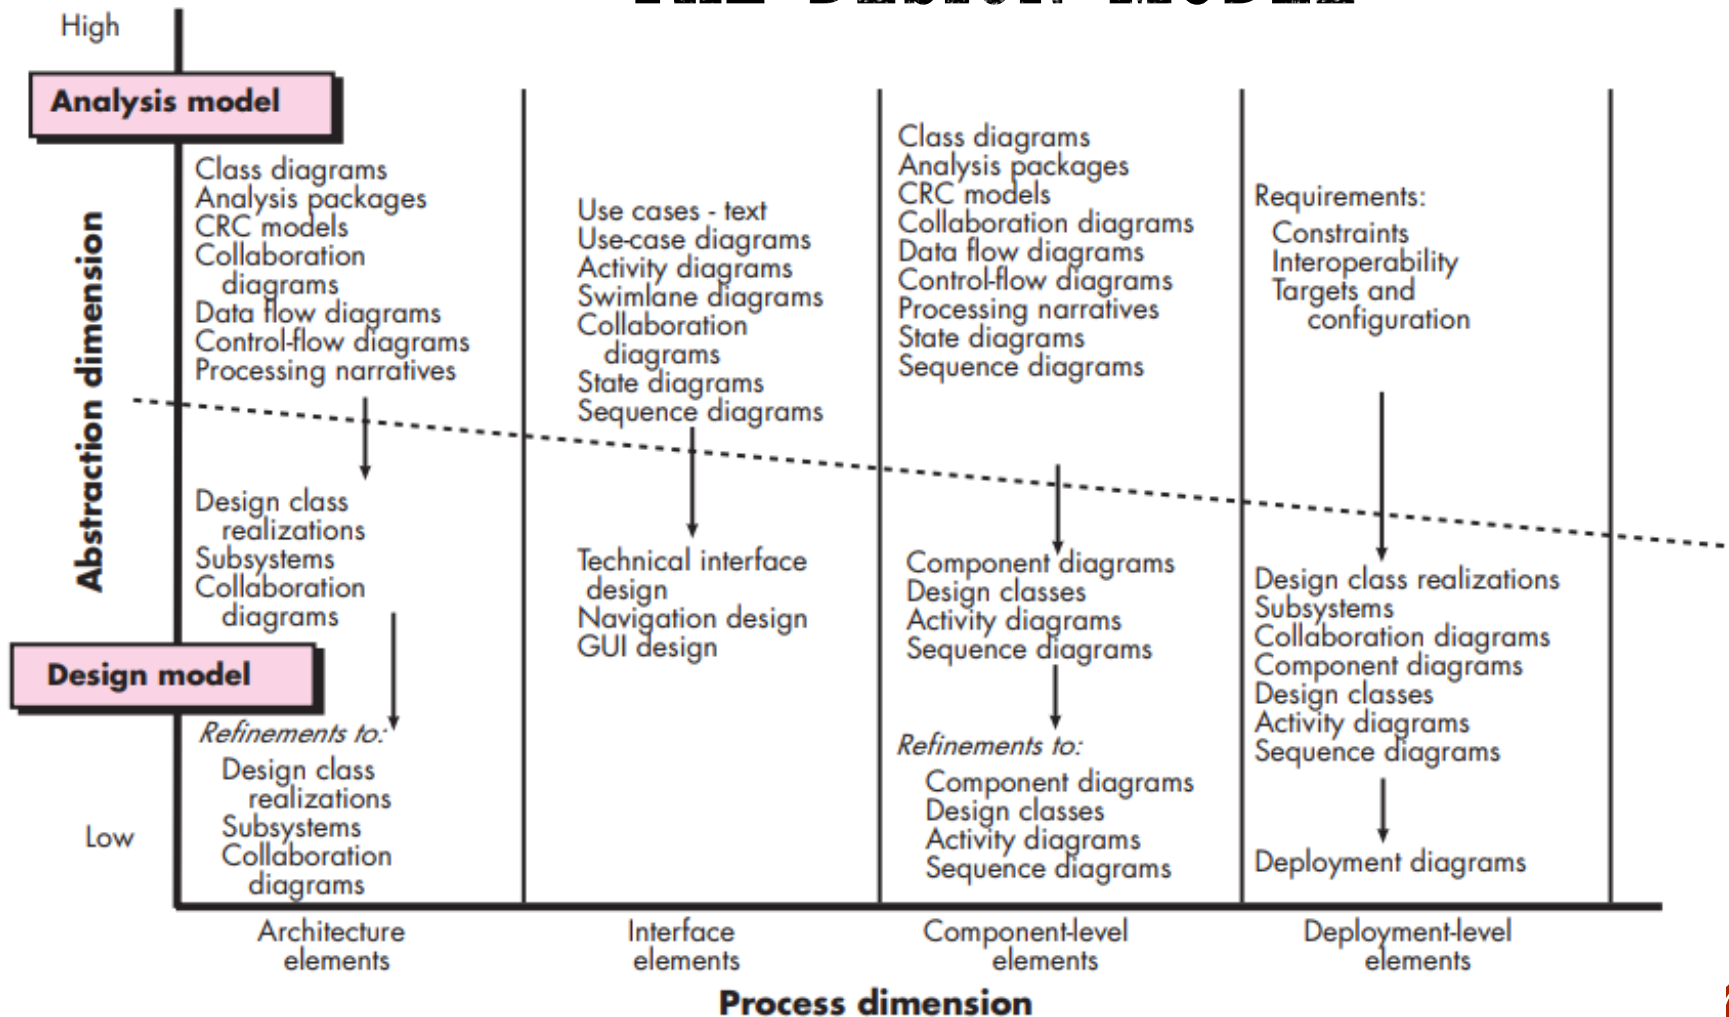 THE DESIGN MODEL
High
Analysis model
Abstraction dimension
Class diagrams
Analysis packages
CRC models
Collaboration
diagrams
Data flow diagrams
Control-flow diagrams
Processing narratives
Design class
realizations
Subsystems
Collaboration
diagrams
Design model
Refinements to:
Design class
realizations
Subsystems
Collaboration
diagrams
Low
Use cases - text
Use-case diagrams
Activity diagrams
Swimlane diagrams
Collaboration
diagrams
State diagrams
Sequence diagrams
Technical interface
design
Navigation design
GUI design
Class diagrams
Analysis packages
CRC models
Collaboration diagrams
Data flow diagrams
Control-flow diagrams
Processing narratives
State diagrams
Sequence diagrams
Component diagrams
Design classes
Activity diagrams
Sequence diagrams
Refinements to:
Component diagrams
Design classes
Activity diagrams
Sequence diagrams
Requirements:
Constraints
Interoperability
Targets and
configuration
Design class realizations
Subsystems
Collaboration diagrams
Component diagrams
Design classes
Activity diagrams
Sequence diagrams
Deployment diagrams
Architecture
elements
Interface
elements
Component-level
elements
Deployment-level
elements
Process dimension